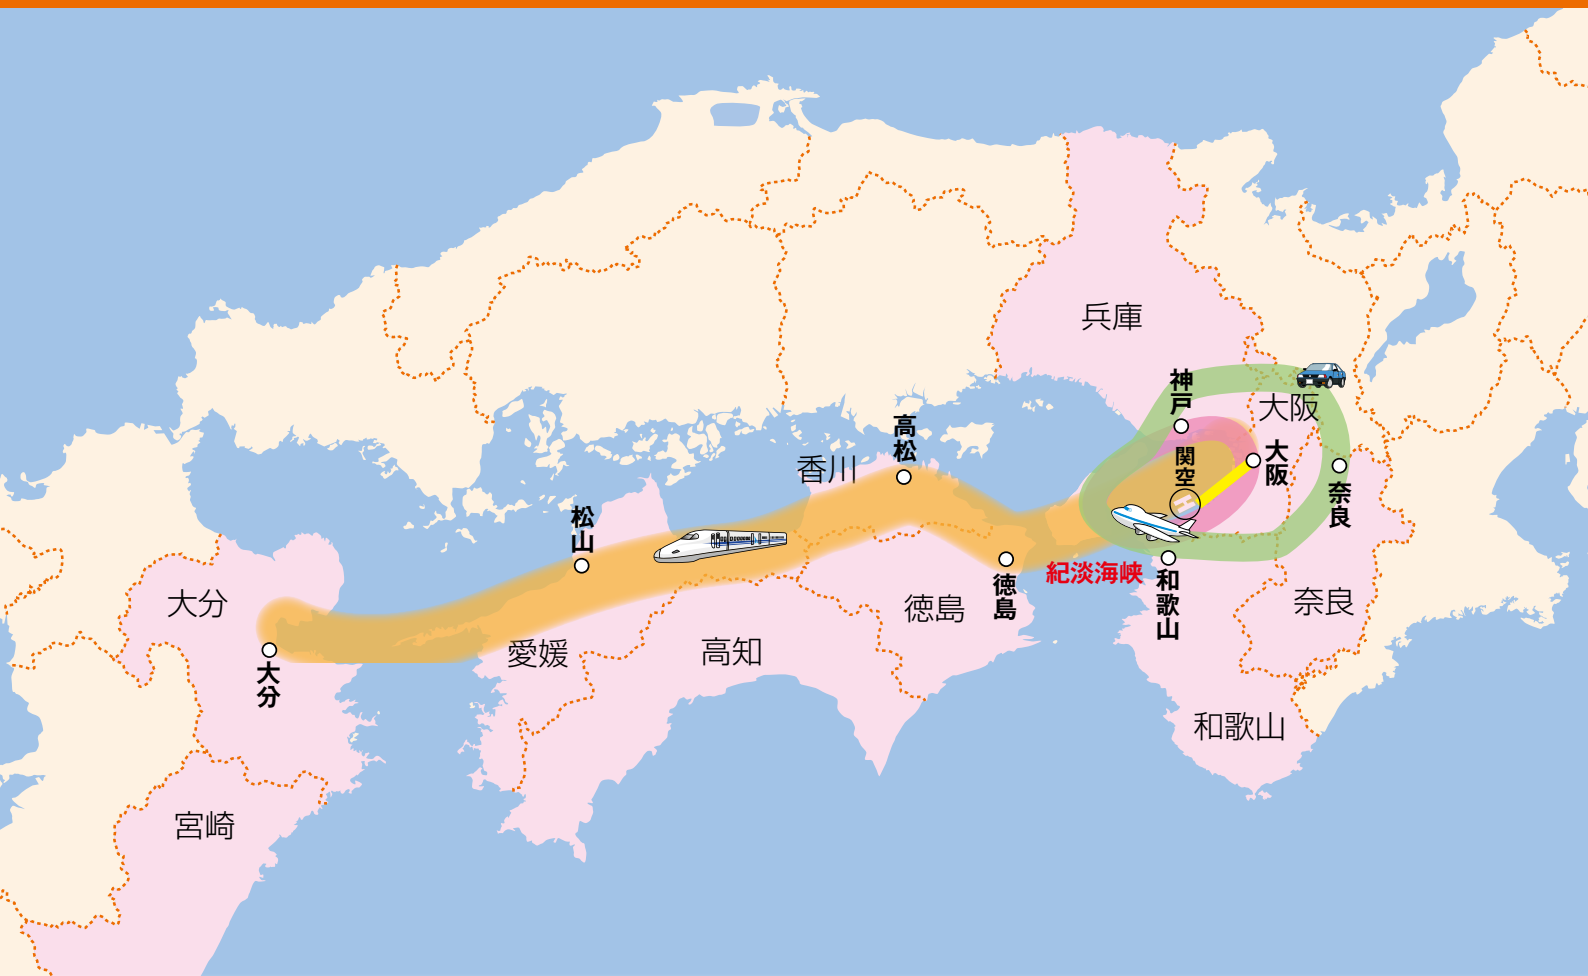 兵庫
神戸
大阪
関空
大阪
奈良
高松
香川
松山
紀淡海峡
徳島
和歌山
大分
徳島
奈良
愛媛
高知
大分
和歌山
宮崎